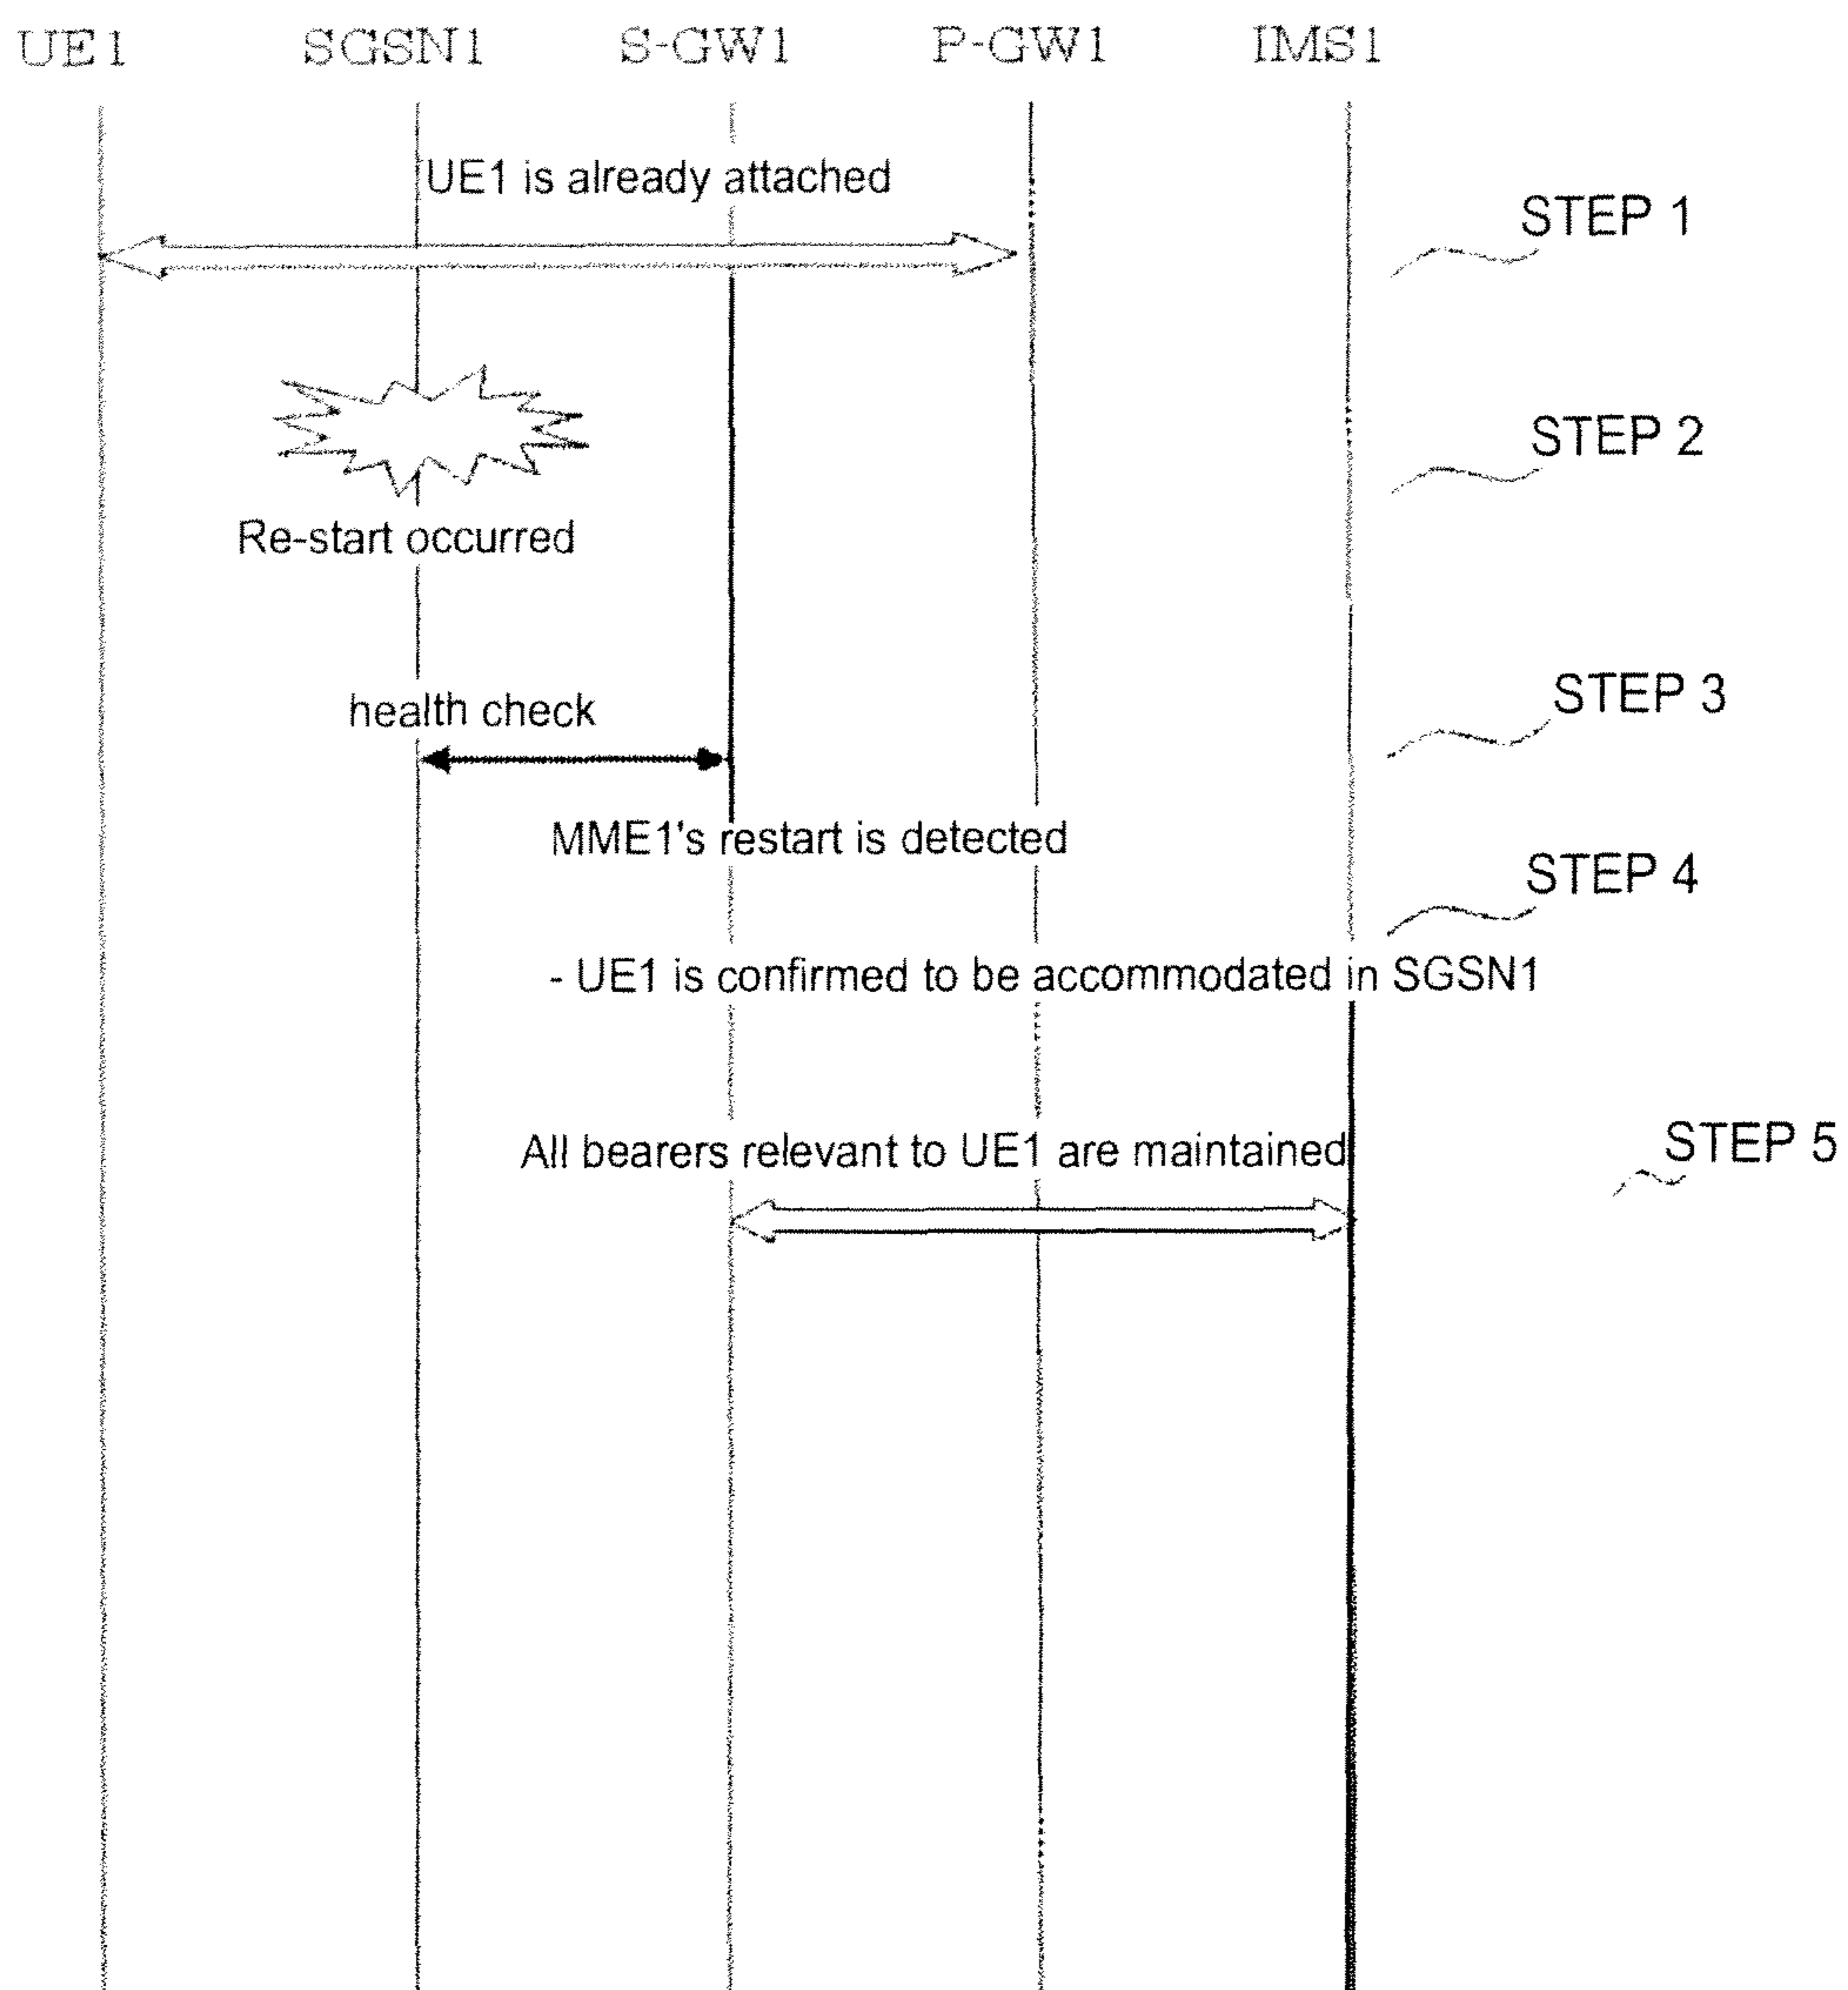 UE1 SGSN1 S-GW1 P-GW1 IMS1
UE1 is already attached
STEP 1
STEP 2
Re-start occurred
STEP 3
health check
MME1's restart is detected
STEP 4
- UE1 is confirmed to be accommodated in SGSN1
All bearers relevant to UE1 are maintained
STEP 5